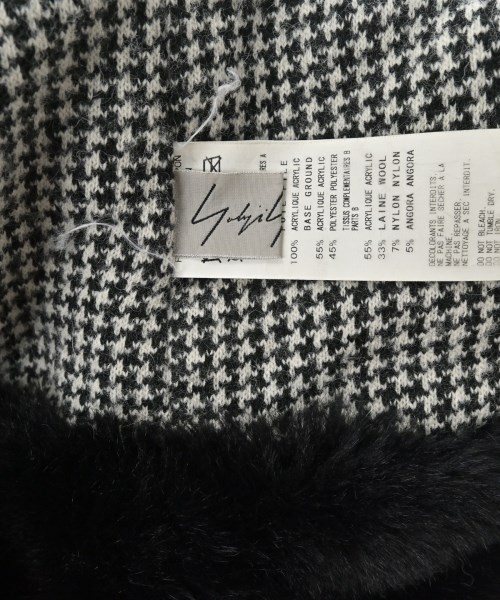 Yohji Y
100% ACRYLIQUE ACRYLIC
BASE GROUND
55% ACRYLIQUE ACRYLIC
45% POLYESTER POLYESTER
TISSUS COMPLEMENTAIRES B
PARTS B
55% ACRYLIQUE ACRYLIC
33% LAINE WOOL
7% NYLON NYLON
5% ANGORA ANGORA
DECOLORANTS INTERDITS.
NE PAS FAIRE SECHER A LA
MACHINE.
NE PAS REPASSER.
NETTOYAGE A SEC INTERDIT.
DO NOT BLEACH.
DO NOT TUMBLE DRY.